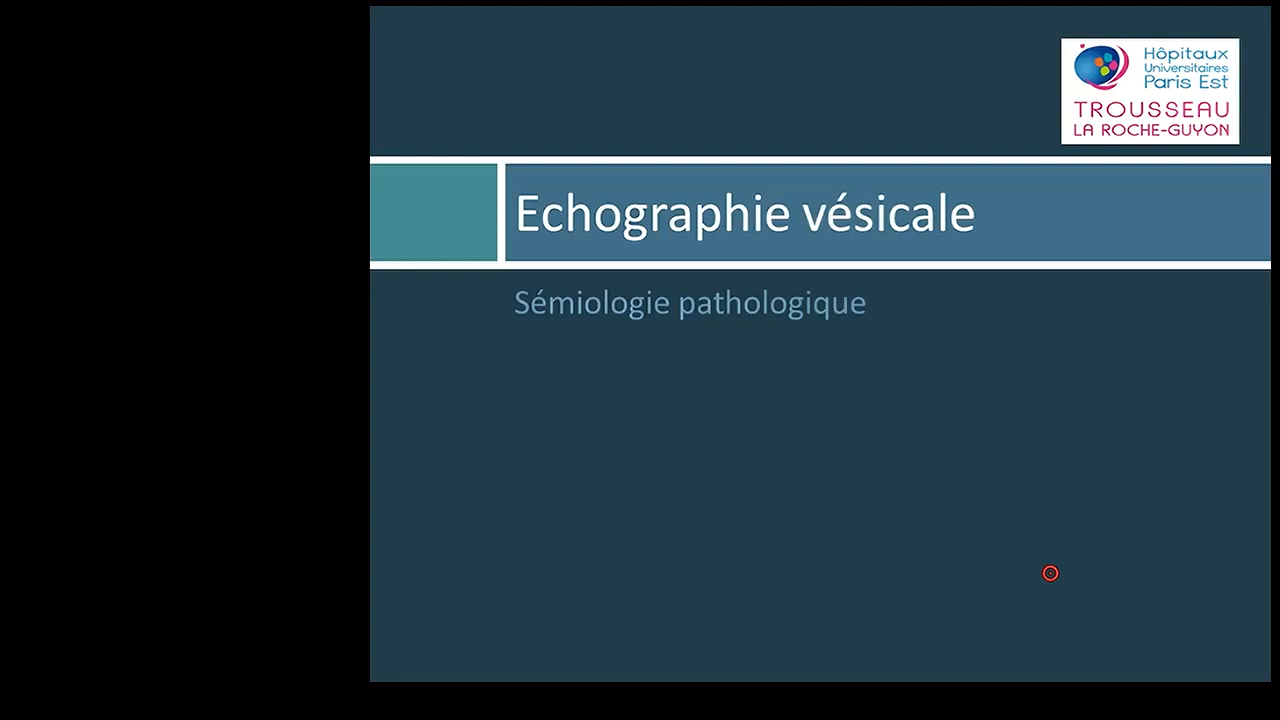 Hôpitaux
Universitaires
Paris Est
TROUSSEAU
LA ROCHE-GUYON
Echographie vésicale
Sémiologie pathologique